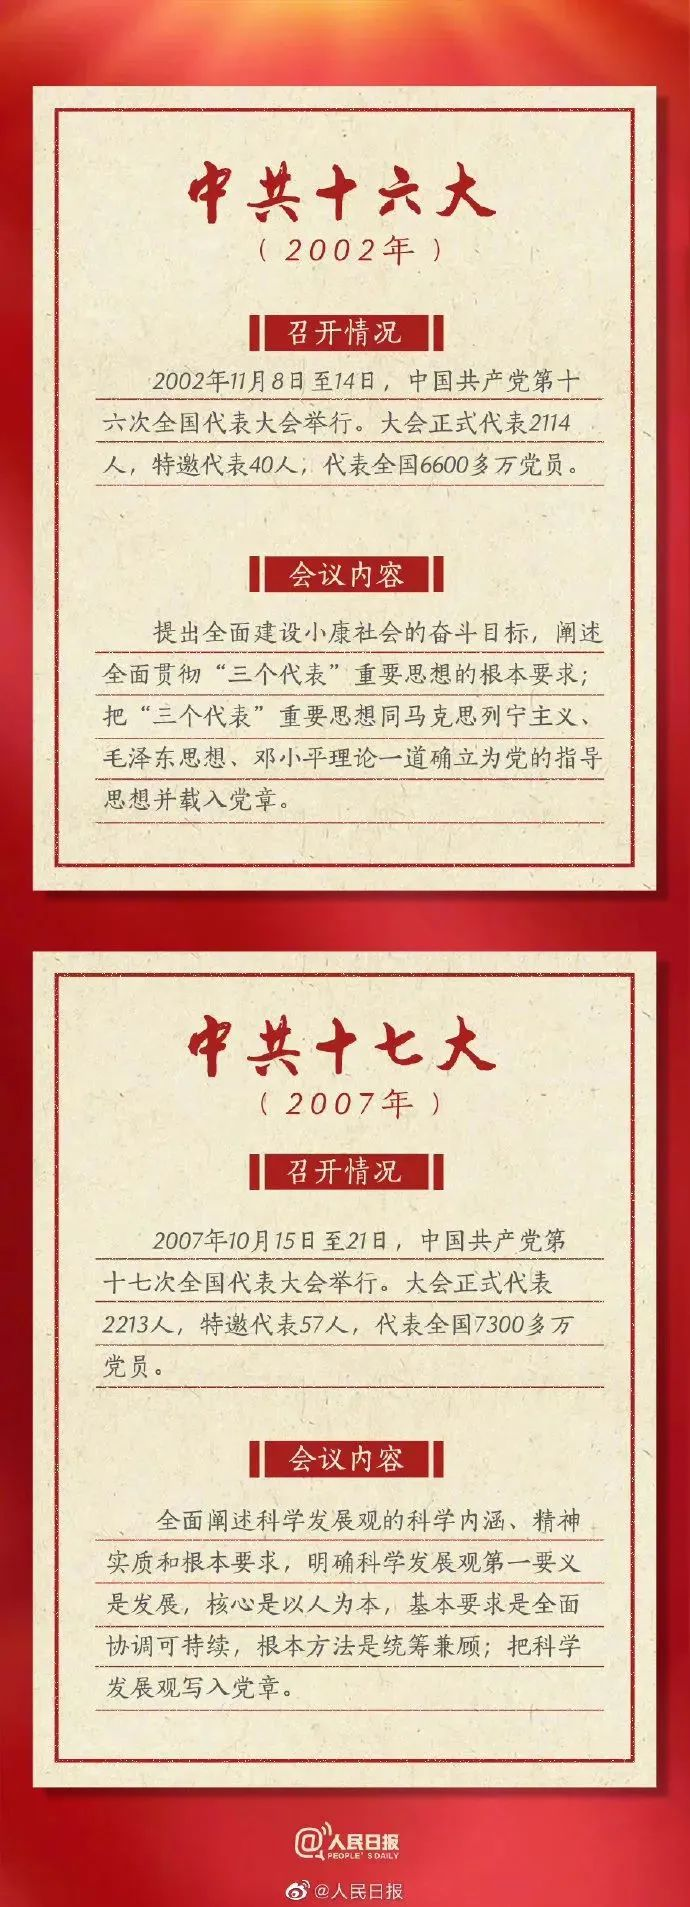 中共十六大
（2002年）
召开情况
2002年11月8日至14日，中国共产党第十
六次全国代表大会举行。大会正式代表2114
人，特邀代表40人，代表全国6600多万党员。
会议内容
提出全面建设小康社会的奋斗目标，阐述
全面贯彻“三个代表”重要思想的根本要求；
把“三个代表”重要思想同马克思列宁主义、
毛泽东思想、邓小平理论一道确立为党的指导
思想并载入党章。
中共十七大
（2007年）
召开情况
2007年10月15日至21日，中国共产党第
十七次全国代表大会举行。大会正式代表
2213人，特邀代表57人，代表全国7300多万
党员。
会议内容
全面阐述科学发展观的科学内涵、精神
实质和根本要求，明确科学发展观第一要义
是发展，核心是以人为本，基本要求是全面
协调可持续，根本方法是统筹兼顾；把科学
发展观写入党章。
@人民日报
PEOPLE'S DAILY
@人民日报